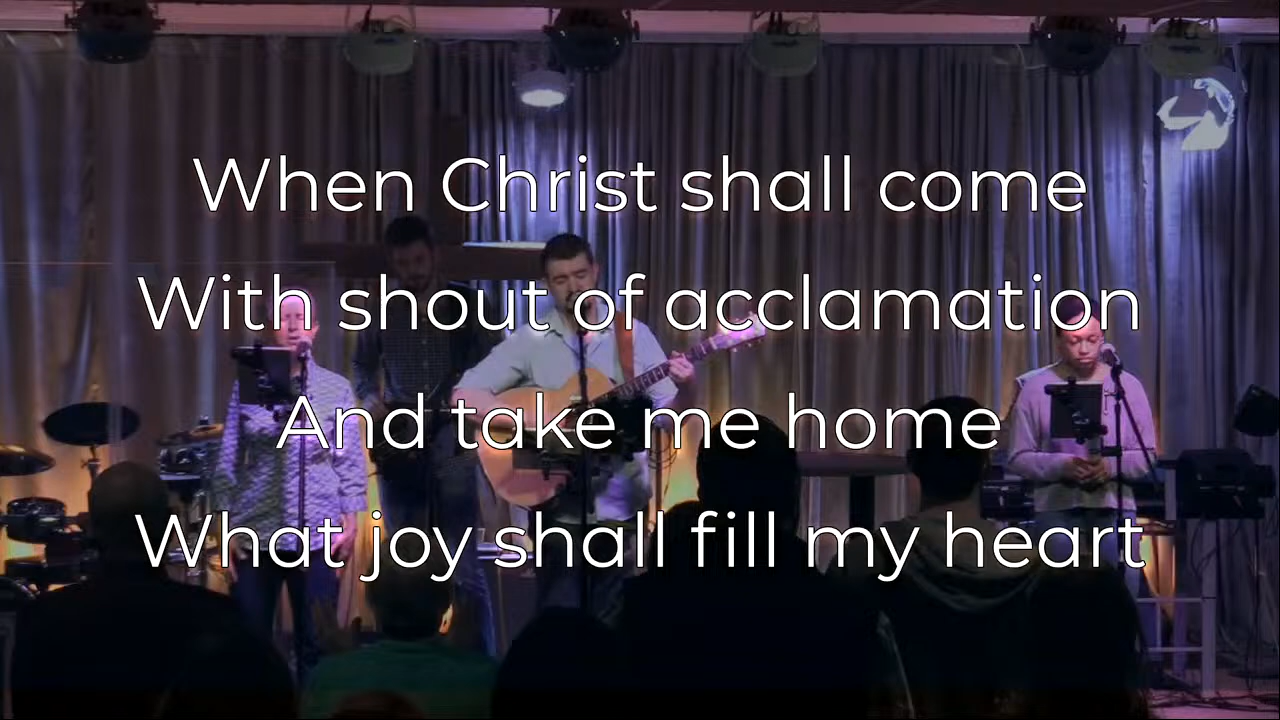 When Christ shall come
With shout of acclamation
And take me home
What joy shall fill my heart